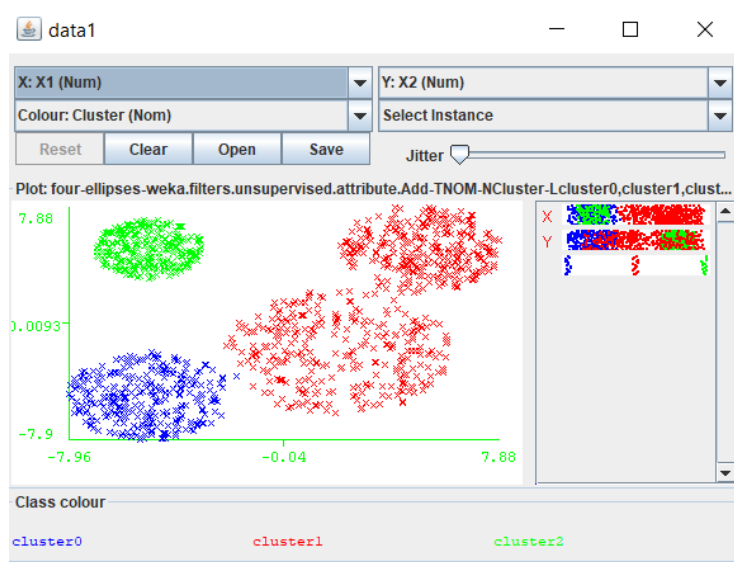 data1
X: X1 (Num) Y: X2 (Num)
Colour: Cluster (Nom) Select Instance
Reset Clear Open Save Jitter
Plot: four-ellipses-weka.filters.unsupervised.attribute.Add-TNOM-NCluster-Lcluster0,cluster1,clust...
7.88
0.0093
-7.9
-7.96 -0.04 7.88
X
Y
Class colour
cluster0 cluster1 cluster2